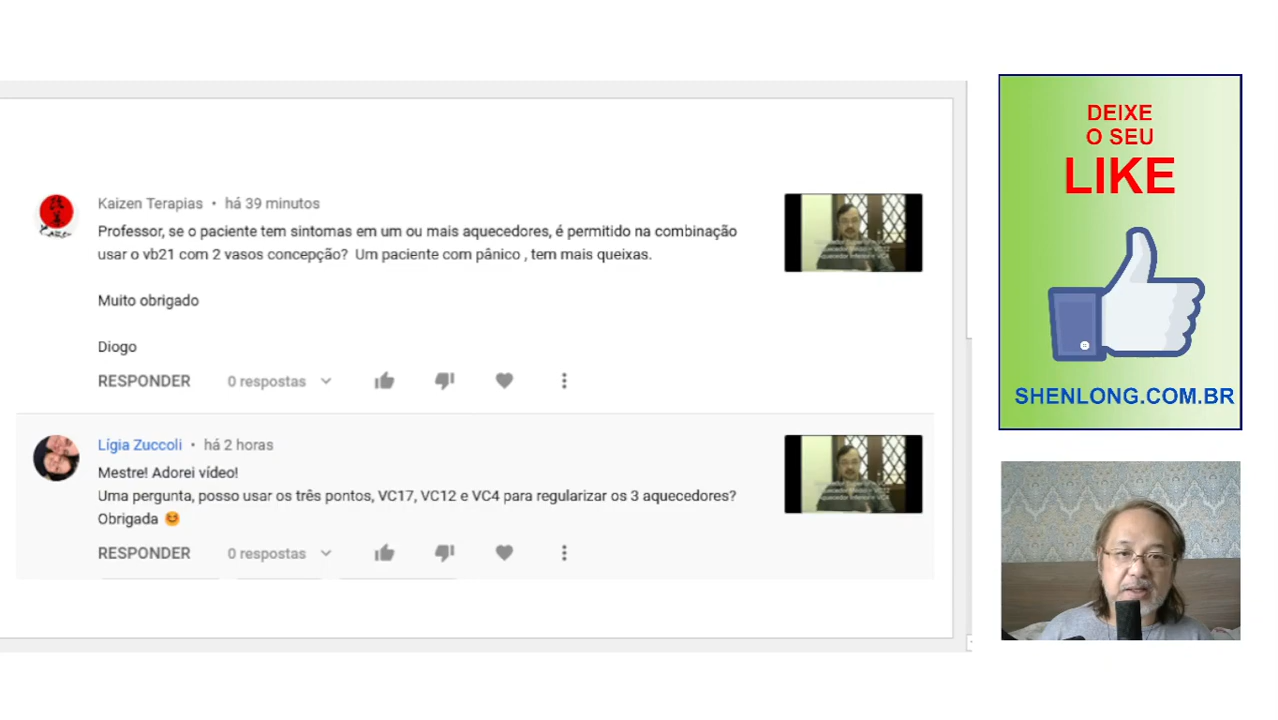 Kaizen Terapias • há 39 minutos
Professor, se o paciente tem sintomas em um ou mais aquecedores, é permitido na combinação
usar o vb21 com 2 vasos concepção? Um paciente com pânico , tem mais queixas.
Muito obrigado
Diogo
RESPONDER 0 respostas
Lígia Zuccoli • há 2 horas
Mestre! Adorei vídeo!
Uma pergunta, posso usar os três pontos, VC17, VC12 e VC4 para regularizar os 3 aquecedores?
Obrigada 😊
RESPONDER 0 respostas
DEIXE
O SEU
LIKE
SHENLONG.COM.BR